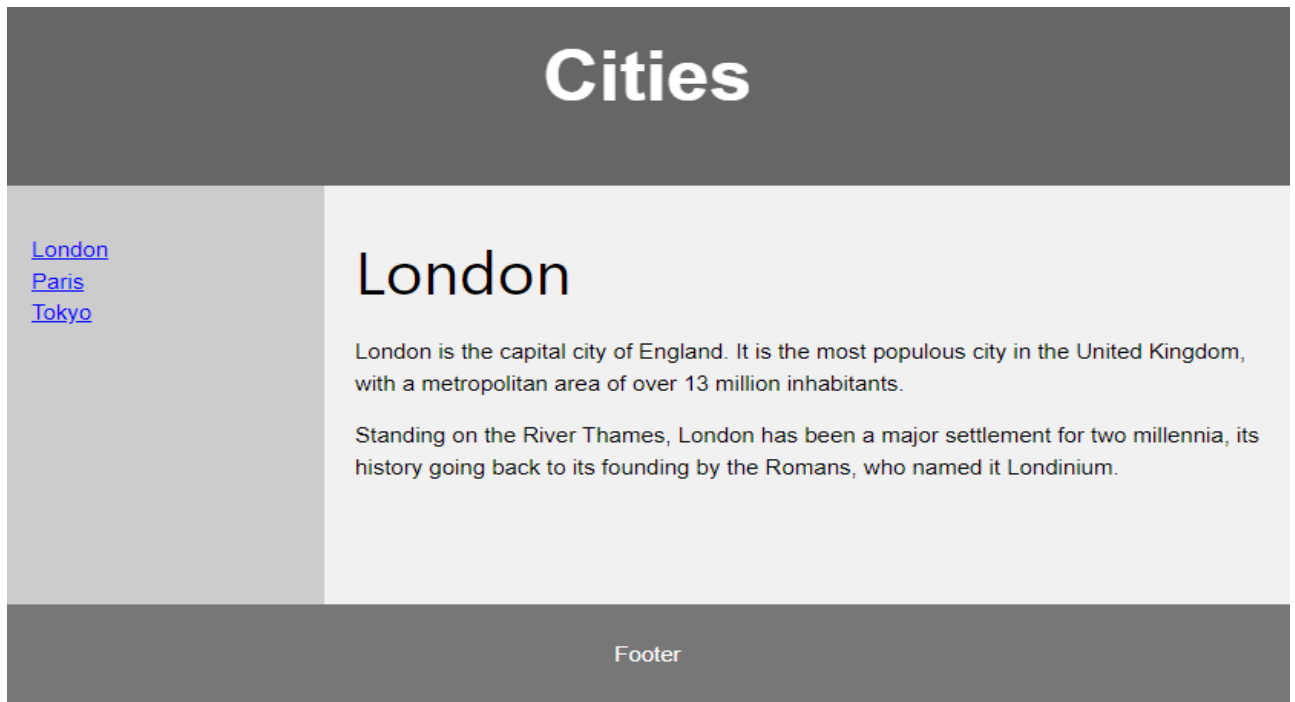 Cities
London
Paris
Tokyo
London
London is the capital city of England. It is the most populous city in the United Kingdom,
with a metropolitan area of over 13 million inhabitants.
Standing on the River Thames, London has been a major settlement for two millennia, its
history going back to its founding by the Romans, who named it Londinium.
Footer